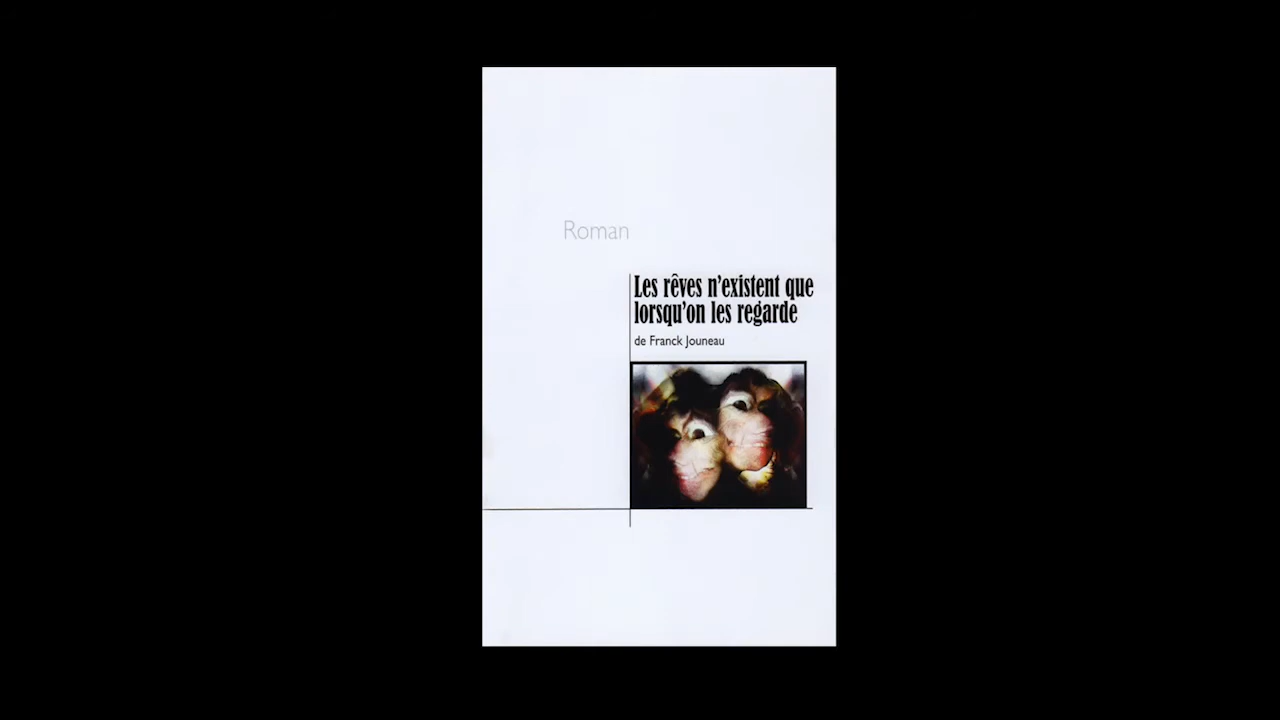 Roman
Les rêves n'existent que
lorsqu'on les regarde
de Franck Jouneau